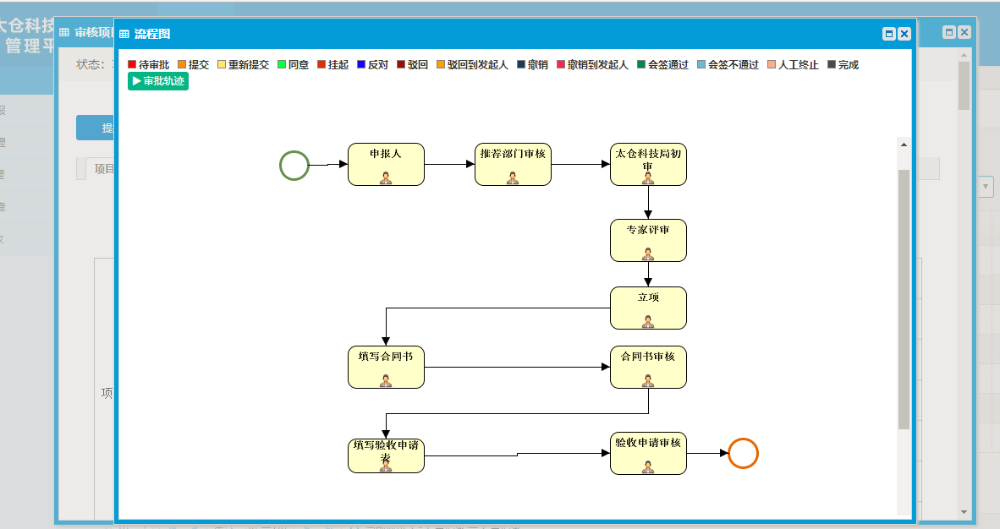 太仓科技
管理平
审核项目
流程图
状态：
待审批 提交 重新提交 同意 挂起 反对 驳回 驳回到发起人 撤销 撤销到发起人 会签通过 会签不通过 人工终止 完成
审批轨迹
报
提
理
申报人
推荐部门审核
太仓科技局初
审
项目
理
查
专家评审
立项
填写合同书
合同书审核
项
填写验收申请
表
验收申请审核